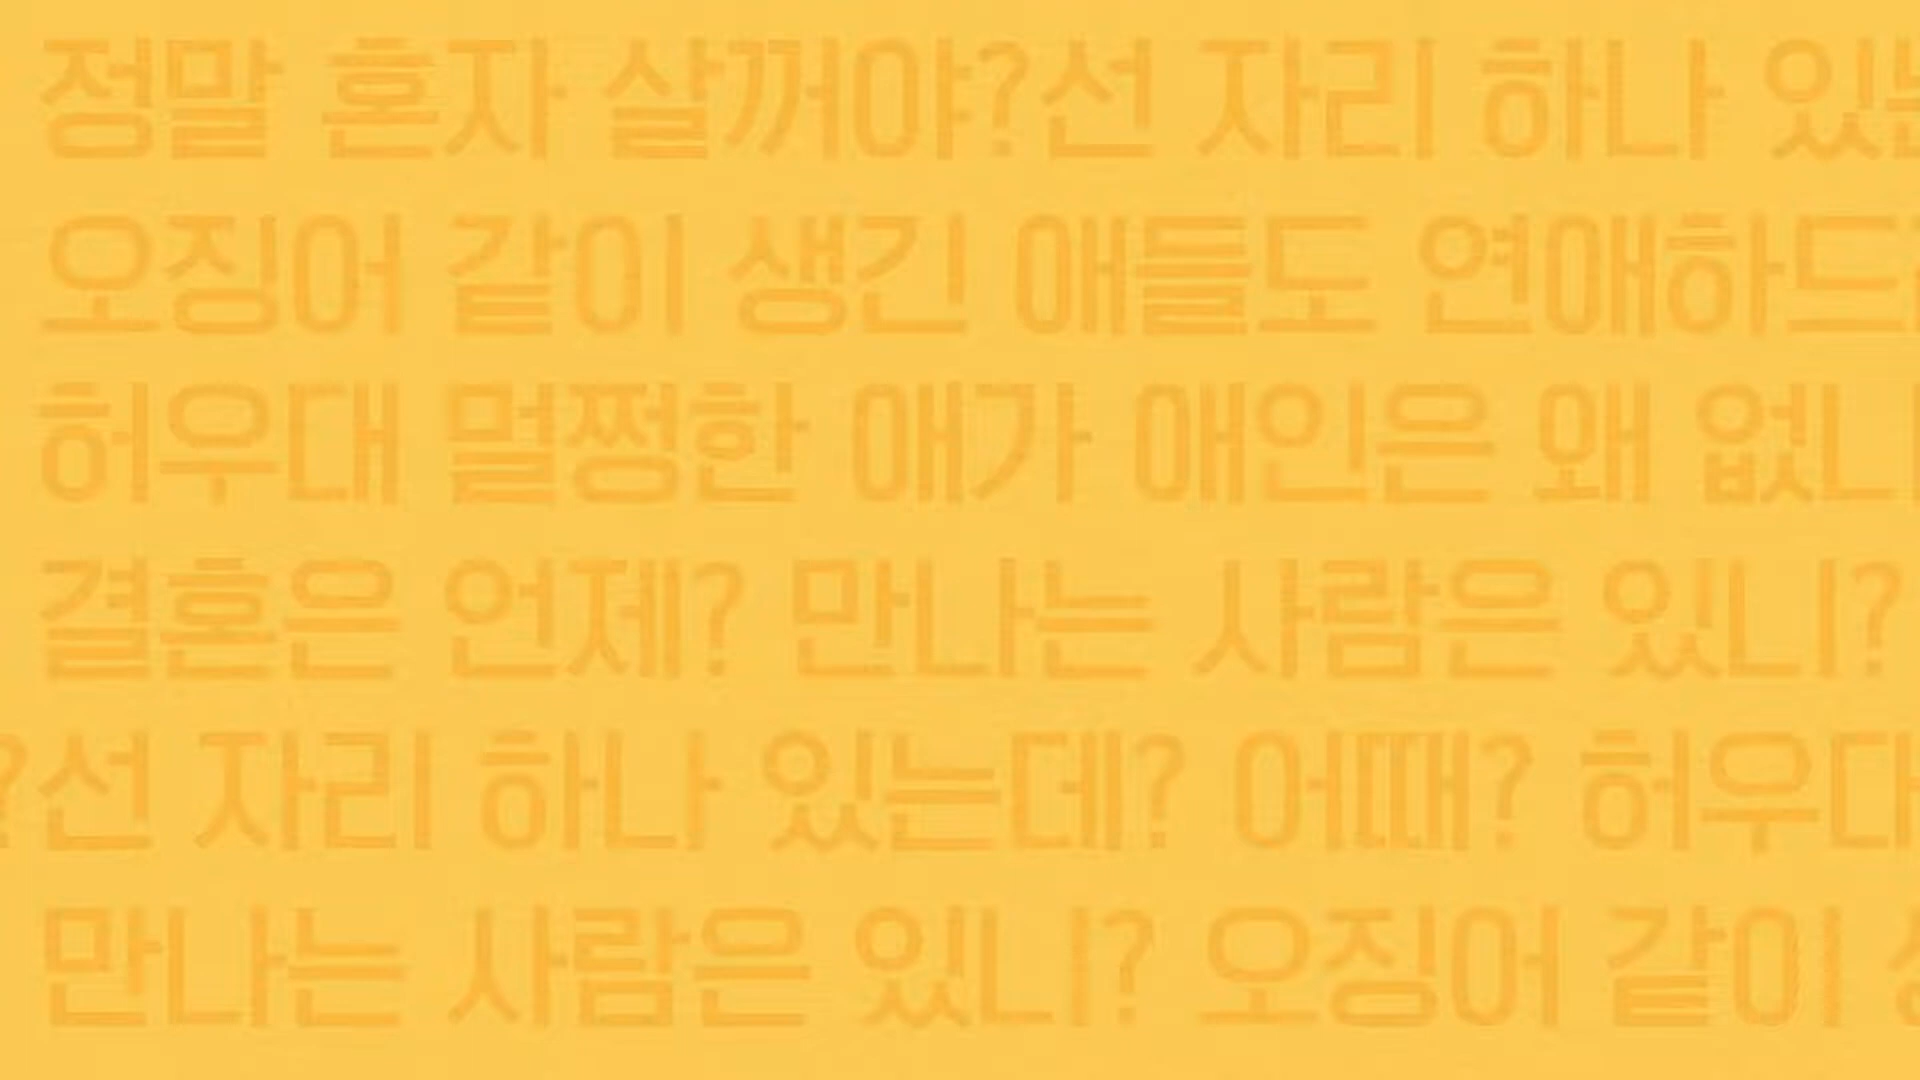 정말 혼자 살꺼야?선 자리 하나
오징어 같이 생긴 애들도 연애하드
허우대 멀쩡한 애가 애인은 왜 없니
결혼은 언제? 만나는 사람은 있니?
?선 자리 하나 있는데? 어때? 허우대
만나는 사람은 있니? 오징어 같이